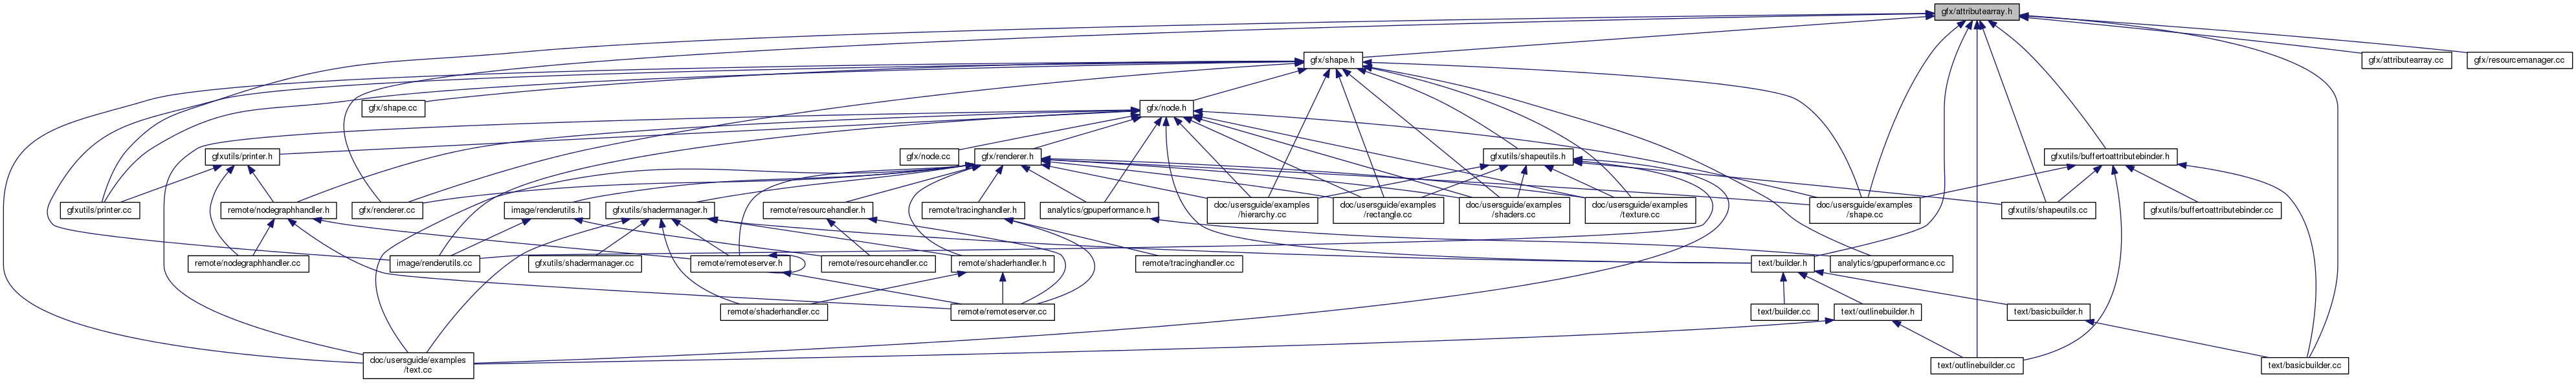 gfx/attributearray.h
gfx/shape.h
gfx/attributearray.cc
gfx/resourcemanager.cc
gfx/shape.cc
gfx/node.h
gfxutils/printer.h
gfx/node.cc
gfx/renderer.h
gfxutils/shapeutils.h
gfxutils/buffertoattributebinder.h
gfxutils/printer.cc
remote/nodegraphhandler.h
gfx/renderer.cc
image/renderutils.h
gfxutils/shadermanager.h
remote/resourcehandler.h
remote/tracinghandler.h
analytics/gpuperformance.h
doc/usersguide/examples
/hierarchy.cc
doc/usersguide/examples
/rectangle.cc
doc/usersguide/examples
/shaders.cc
doc/usersguide/examples
/texture.cc
doc/usersguide/examples
/shape.cc
gfxutils/shapeutils.cc
gfxutils/buffertoattributebinder.cc
remote/nodegraphhandler.cc
image/renderutils.cc
gfxutils/shadermanager.cc
remote/remoteserver.h
remote/resourcehandler.cc
remote/shaderhandler.h
remote/tracinghandler.cc
text/builder.h
analytics/gpuperformance.cc
remote/shaderhandler.cc
remote/remoteserver.cc
text/builder.cc
text/outlinebuilder.h
text/basicbuilder.h
doc/usersguide/examples
/text.cc
text/outlinebuilder.cc
text/basicbuilder.cc